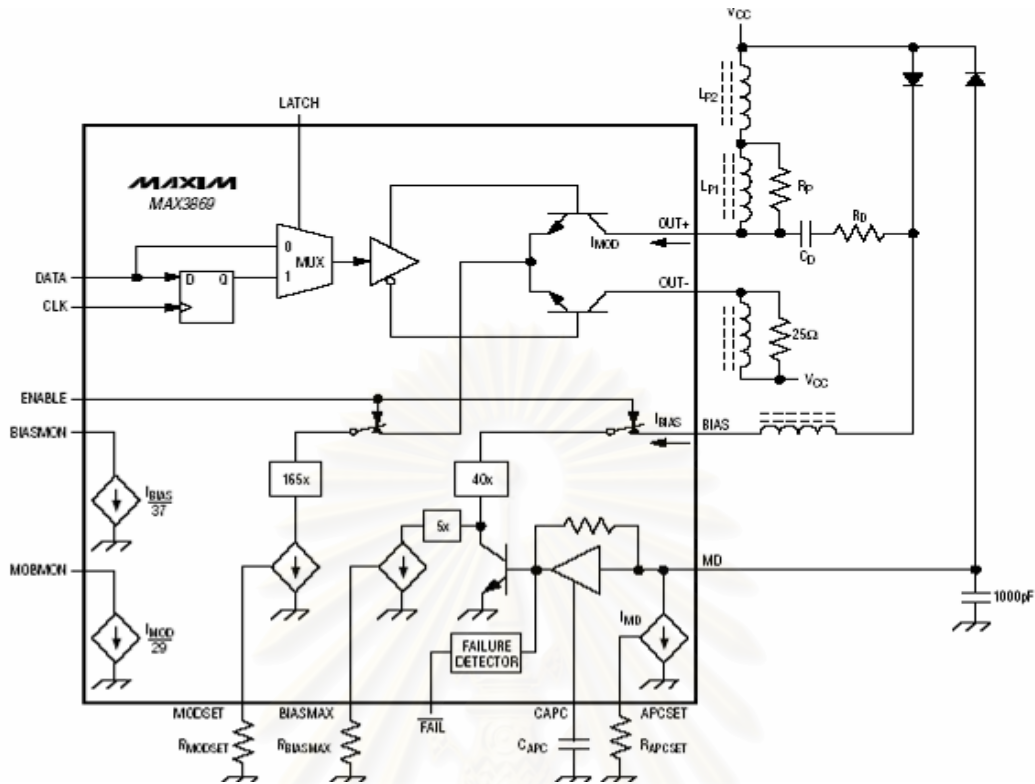 VCC
LP2
LATCH
MAXIM
MAX3869
LP1
RP
RD
OUT+
IMOD
CD
0
MUX
1
DATA
D
Q
CLK
OUT-
25Ω
VCC
ENABLE
IBIAS
BIAS
BIASMON
165x
40x
IBIAS
37
5x
MD
MOBMON
1000pF
IMD
IMOD
29
FAILURE
DETECTOR
MODSET
BIASMAX
FAIL
CAPC
APCSET
RMODSET
RBIASMAX
CAPC
RAPCSET